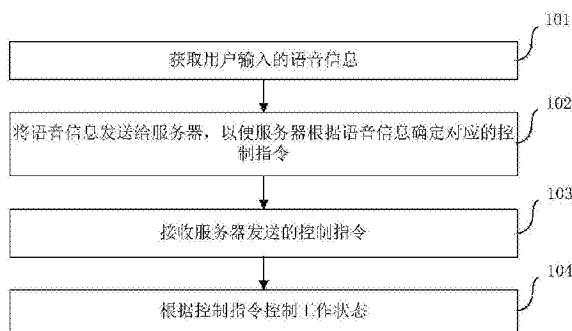 101
获取用户输入的语音信息
102
将语音信息发送给服务器，以便服务器根据语音信息确定对应的控
制指令
103
接收服务器发送的控制指令
104
根据控制指令控制工作状态